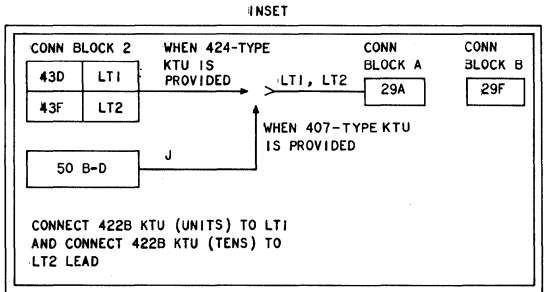 INSET
CONN BLOCK 2
WHEN 424-TYPE
KTU IS
PROVIDED
CONN
BLOCK A
CONN
BLOCK B
43D LT1
43F LT2
LT1, LT2
29A
29F
WHEN 407-TYPE KTU
IS PROVIDED
J
50 B-D
CONNECT 422B KTU (UNITS) TO LT1
AND CONNECT 422B KTU (TENS) TO
LT2 LEAD